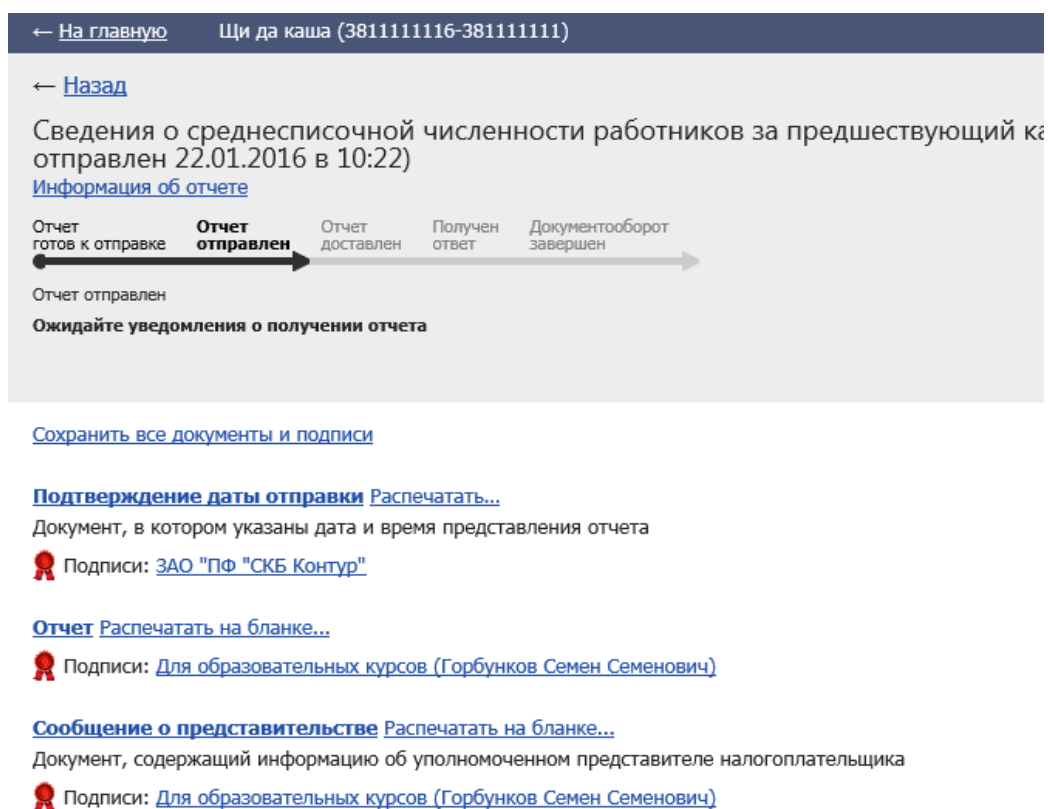 ← На главную Щи да каша (3811111116-381111111)
← Назад
Сведения о среднесписочной численности работников за предшествующий ка
отправлен 22.01.2016 в 10:22)
Информация об отчете
Отчет готов к отправке
Отчет отправлен
Отчет доставлен
Получен ответ
Документооборот завершен
Отчет отправлен
Ожидайте уведомления о получении отчета
Сохранить все документы и подписи
Подтверждение даты отправки Распечатать...
Документ, в котором указаны дата и время представления отчета
Подписи: ЗАО "ПФ "СКБ Контур"
Отчет Распечатать на бланке...
Подписи: Для образовательных курсов (Горбунков Семен Семенович)
Сообщение о представительстве Распечатать на бланке...
Документ, содержащий информацию об уполномоченном представителе налогоплательщика
Подписи: Для образовательных курсов (Горбунков Семен Семенович)